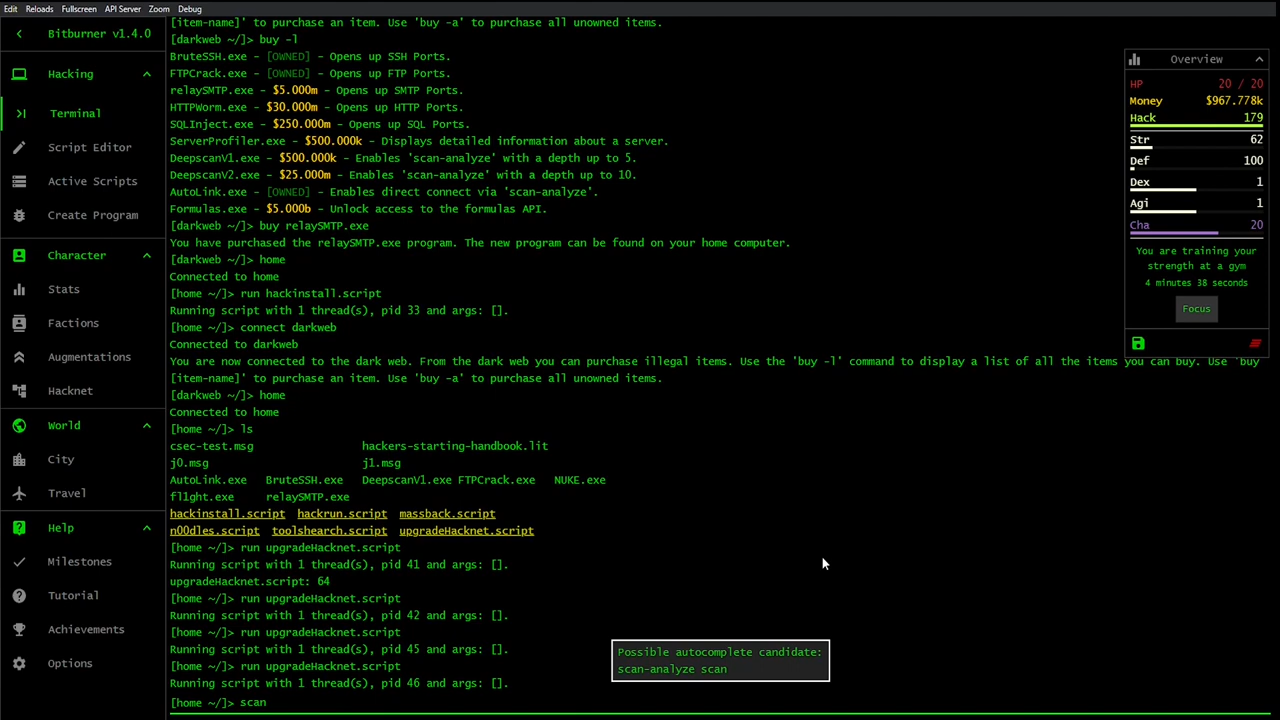 Edit Reloads Fullscreen API Server Zoom Debug
Bitburner v1.4.0
Hacking
Terminal
Script Editor
Active Scripts
Create Program
Character
Stats
Factions
Augmentations
Hacknet
World
City
Travel
Help
Milestones
Tutorial
Achievements
Options
[item-name]' to purchase an item. Use 'buy -a' to purchase all unowned items.
[darkweb ~/]> buy -l
BruteSSH.exe - [OWNED] - Opens up SSH Ports.
FTPCrack.exe - [OWNED] - Opens up FTP Ports.
relaySMTP.exe - $5.000m - Opens up SMTP Ports.
HTTPWorm.exe - $30.000m - Opens up HTTP Ports.
SQLInject.exe - $250.000m - Opens up SQL Ports.
ServerProfiler.exe - $500.000k - Displays detailed information about a server.
DeepscanV1.exe - $500.000k - Enables 'scan-analyze' with a depth up to 5.
DeepscanV2.exe - $25.000m - Enables 'scan-analyze' with a depth up to 10.
AutoLink.exe - [OWNED] - Enables direct connect via 'scan-analyze'.
Formulas.exe - $5.000b - Unlock access to the formulas API.
[darkweb ~/]> buy relaySMTP.exe
You have purchased the relaySMTP.exe program. The new program can be found on your home computer.
[darkweb ~/]> home
Connected to home
[home ~/]> run hackinstall.script
Running script with 1 thread(s), pid 33 and args: [].
[home ~/]> connect darkweb
Connected to darkweb
You are now connected to the dark web. From the dark web you can purchase illegal items. Use the 'buy -l' command to display a list of all the items you can buy. Use 'buy
[item-name]' to purchase an item. Use 'buy -a' to purchase all unowned items.
[darkweb ~/]> home
Connected to home
[home ~/]> ls
csec-test.msg hackers-starting-handbook.lit
j0.msg j1.msg
AutoLink.exe BruteSSH.exe DeepscanV1.exe FTPCrack.exe NUKE.exe
fl1ght.exe relaySMTP.exe
hackinstall.script hackrun.script massback.script
n00dles.script toolshearch.script upgradeHacknet.script
[home ~/]> run upgradeHacknet.script
Running script with 1 thread(s), pid 41 and args: [].
upgradeHacknet.script: 64
[home ~/]> run upgradeHacknet.script
Running script with 1 thread(s), pid 42 and args: [].
[home ~/]> run upgradeHacknet.script
Running script with 1 thread(s), pid 45 and args: [].
[home ~/]> run upgradeHacknet.script
Running script with 1 thread(s), pid 46 and args: [].
[home ~/]> scan
Possible autocomplete candidate:
scan-analyze scan
Overview
HP 20 / 20
Money $967.778k
Hack 179
Str 62
Def 100
Dex 1
Agi 1
Cha 20
You are training your
strength at a gym
4 minutes 38 seconds
Focus